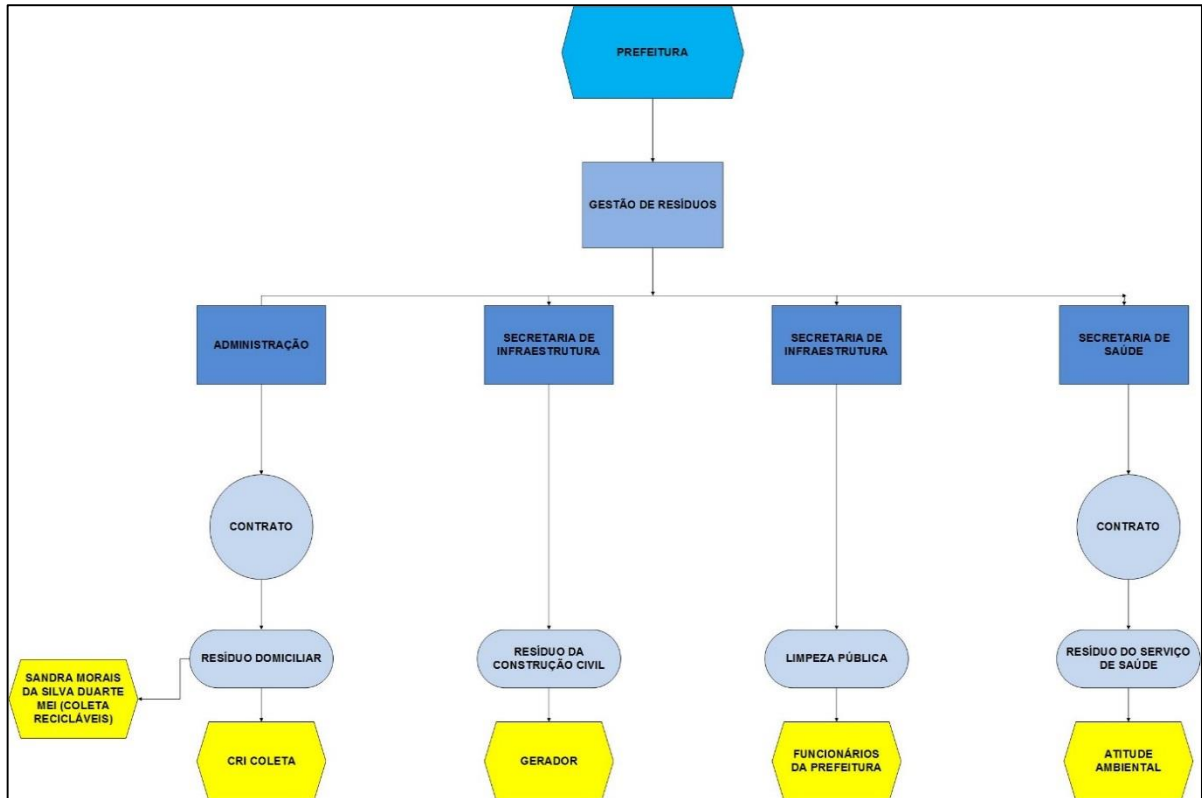 PREFEITURA
GESTÃO DE RESÍDUOS
ADMINISTRAÇÃO
SECRETARIA DE
INFRAESTRUTURA
SECRETARIA DE
INFRAESTRUTURA
SECRETARIA DE
SAÚDE
CONTRATO
CONTRATO
RESÍDUO DOMICILIAR
RESÍDUO DA
CONSTRUÇÃO CIVIL
LIMPEZA PÚBLICA
RESÍDUO DO SERVIÇO
DE SAÚDE
SANDRA MORAIS
DA SILVA DUARTE
MEI (COLETA
RECICLÁVEIS)
CRI COLETA
GERADOR
FUNCIONÁRIOS
DA PREFEITURA
ATITUDE
AMBIENTAL